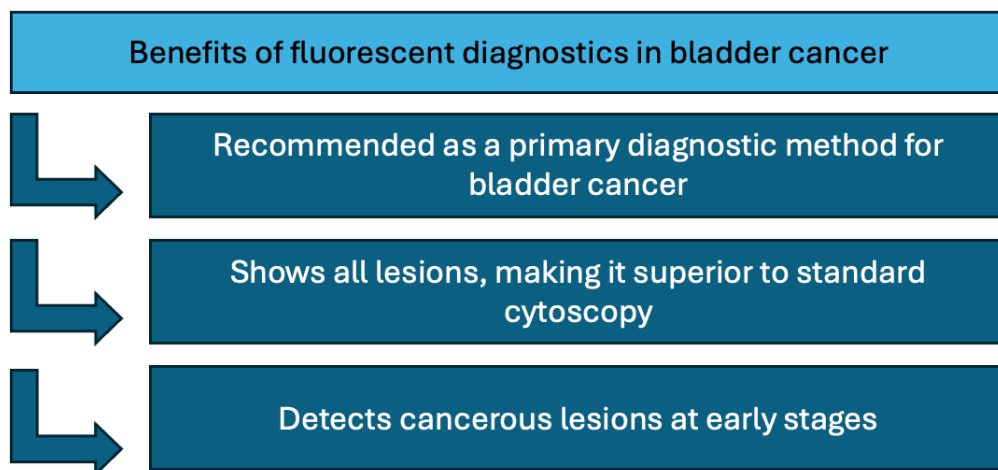 Benefits of fluorescent diagnostics in bladder cancer
Recommended as a primary diagnostic method for
bladder cancer
Shows all lesions, making it superior to standard
cytoscopy
Detects cancerous lesions at early stages